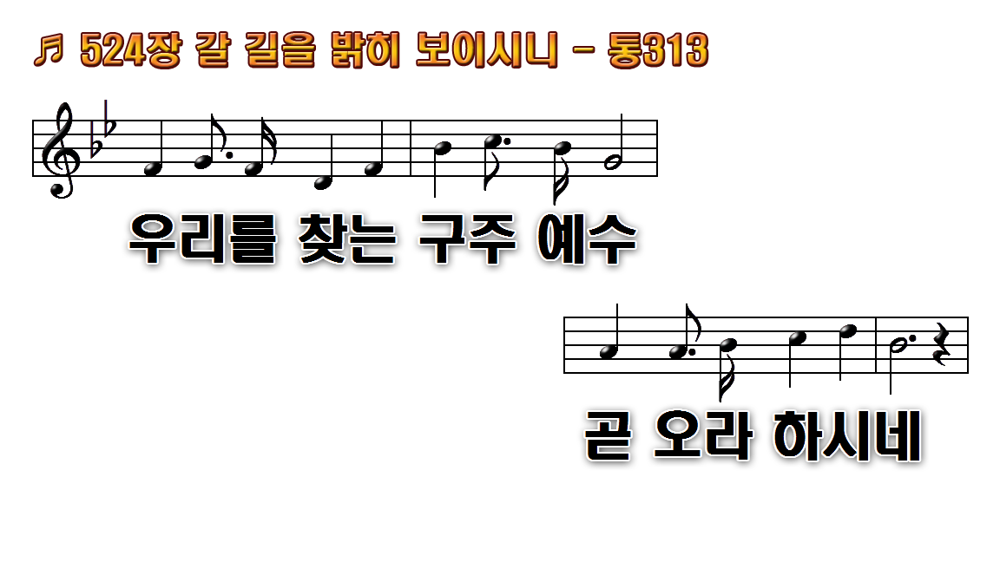 ♬ 524장 갈 길을 밝히 보이시니 - 통313
우리를 찾는 구주 예수
곧 오라 하시네